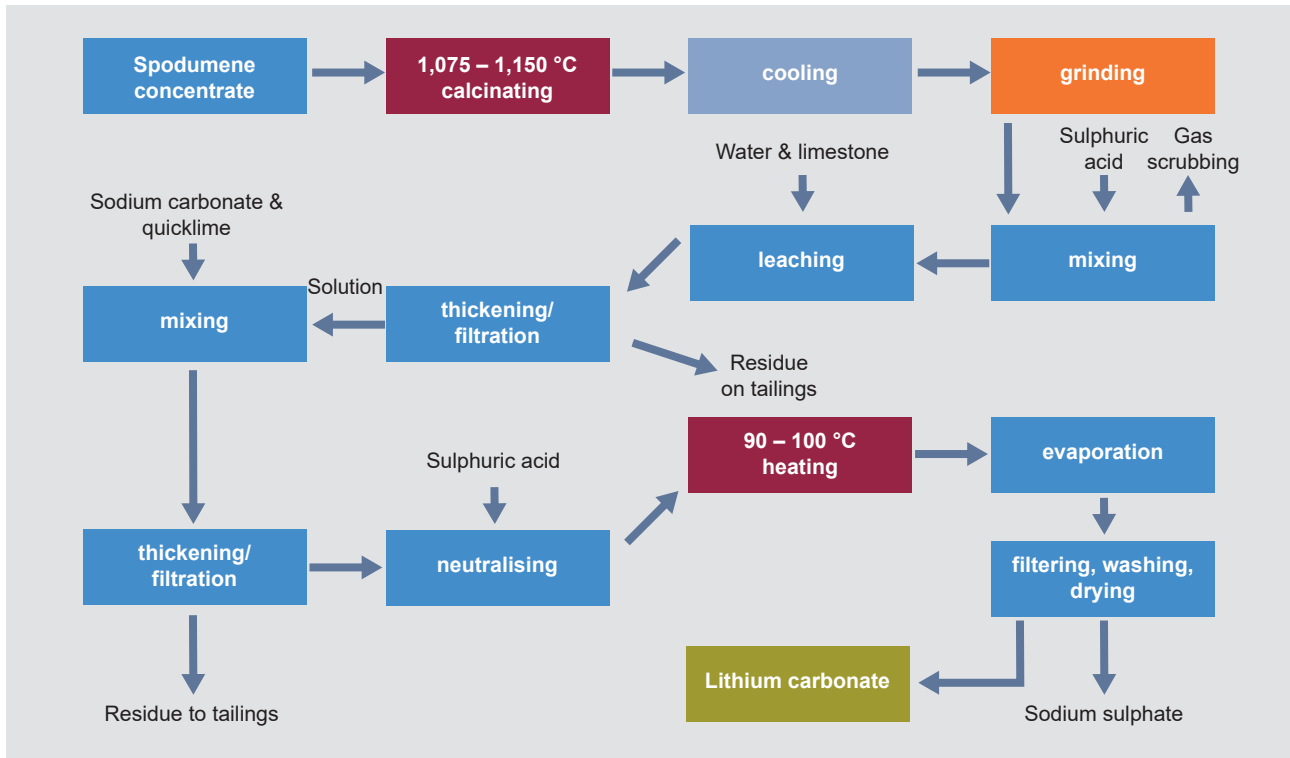 Spodumene
concentrate
1,075 – 1,150 °C
calcinating
cooling
grinding
Sulphuric
acid
Gas
scrubbing
Water & limestone
mixing
leaching
thickening/
filtration
Residue
on tailings
Solution
Sodium carbonate &
quicklime
mixing
thickening/
filtration
Residue to tailings
Sulphuric acid
neutralising
90 – 100 °C
heating
evaporation
filtering, washing,
drying
Lithium carbonate
Sodium sulphate